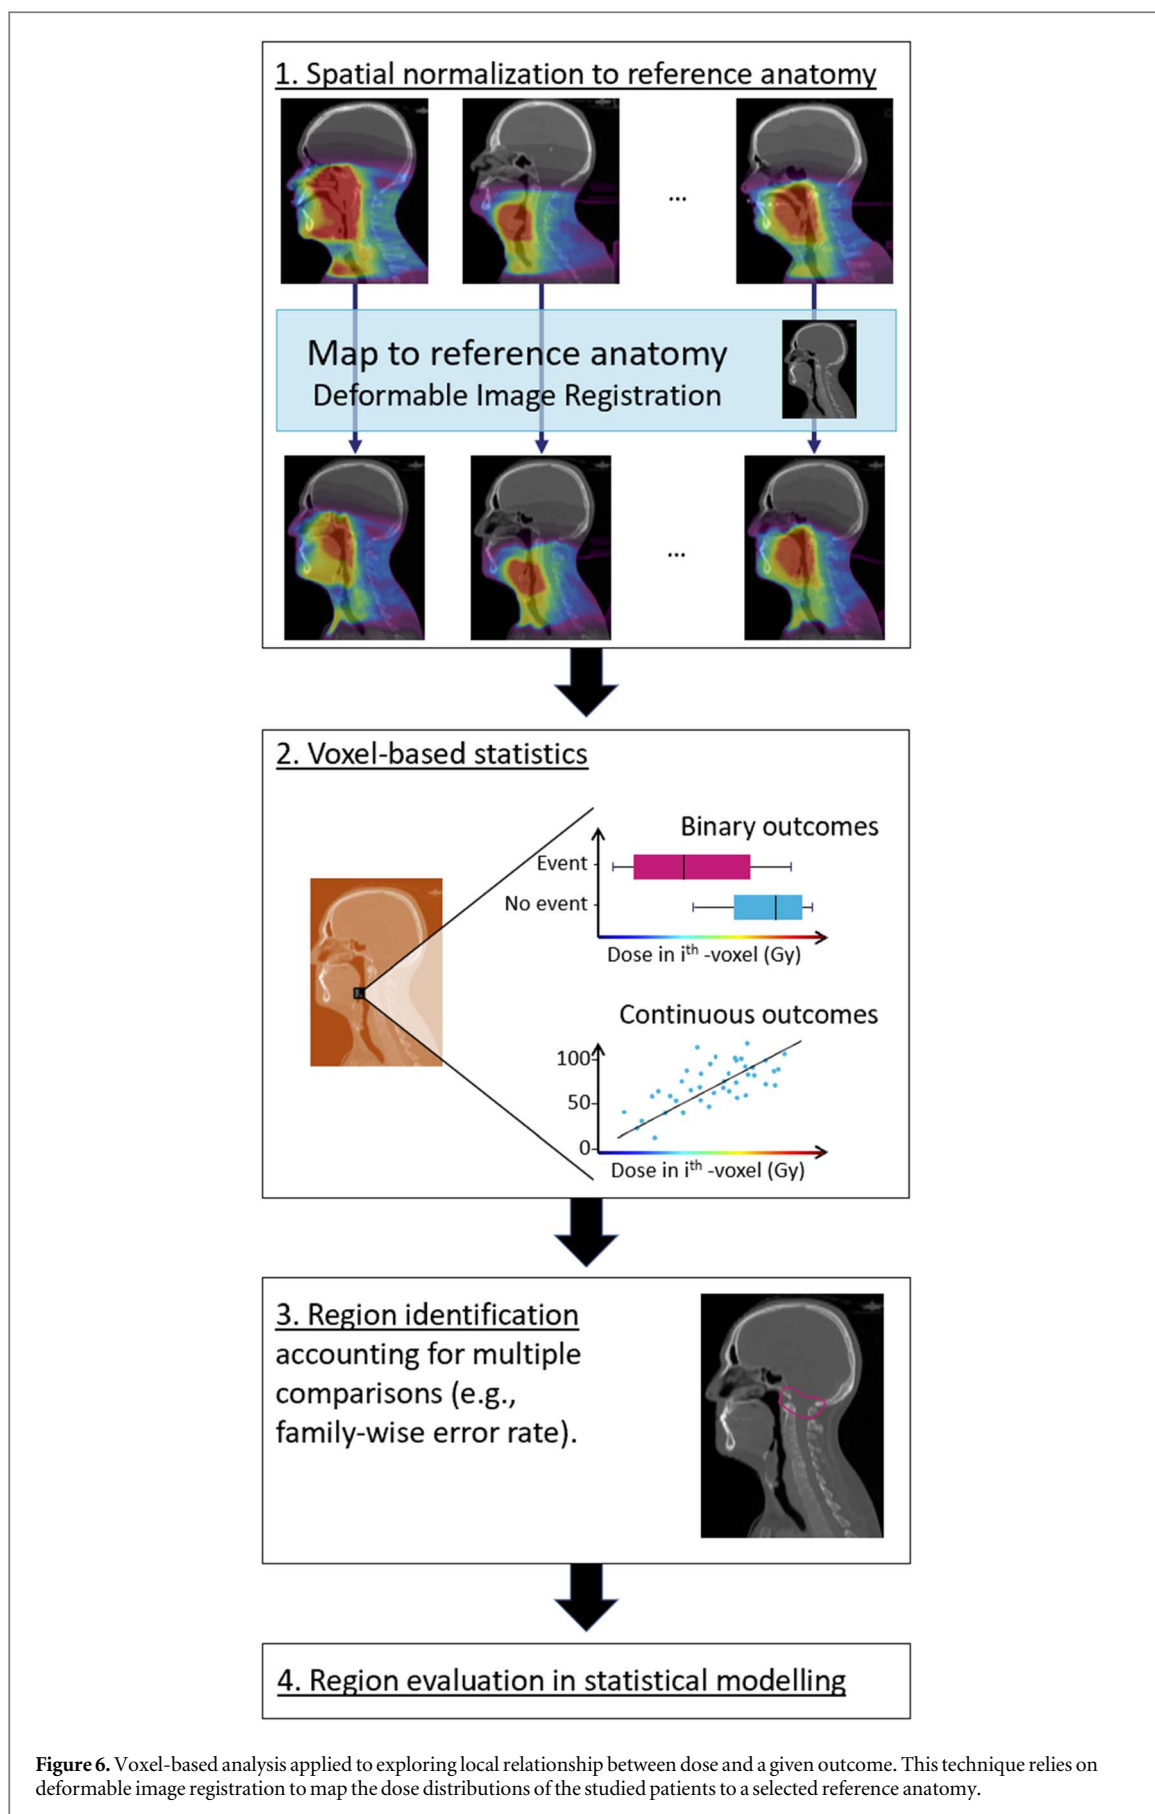 1. Spatial normalization to reference anatomy
...
Map to reference anatomy
Deformable Image Registration
...
2. Voxel-based statistics
Binary outcomes
Event
No event
Dose in iᵗʰ -voxel (Gy)
Continuous outcomes
100
50
0
Dose in iᵗʰ -voxel (Gy)
3. Region identification
accounting for multiple
comparisons (e.g.,
family-wise error rate).
4. Region evaluation in statistical modelling
Figure 6. Voxel-based analysis applied to exploring local relationship between dose and a given outcome. This technique relies on
deformable image registration to map the dose distributions of the studied patients to a selected reference anatomy.